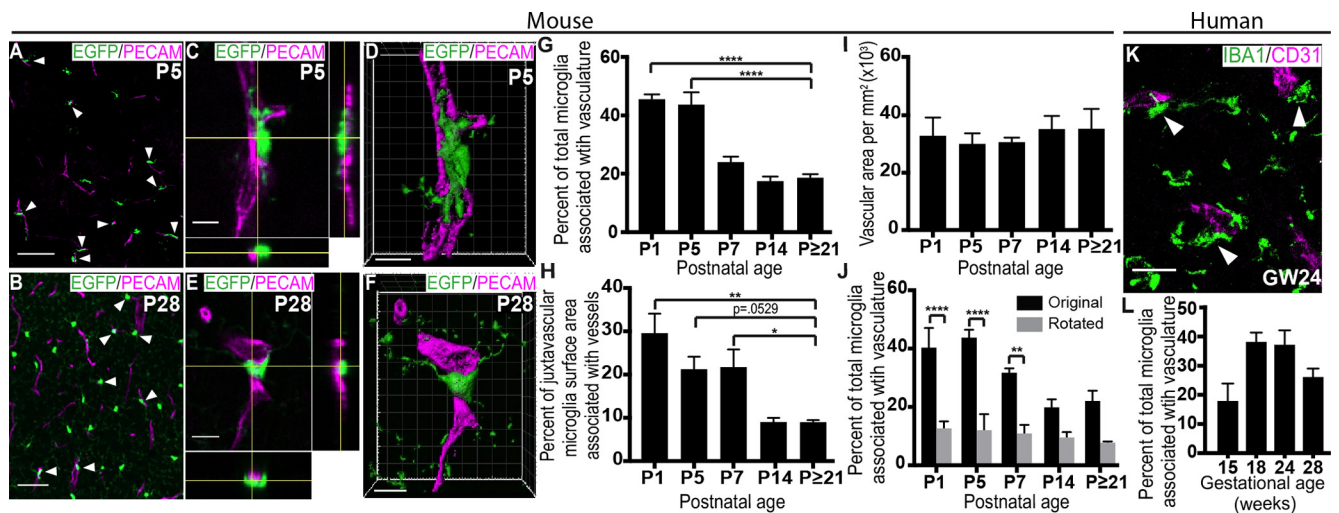 Mouse
Human
A
EGFP/PECAM
P5
C
EGFP/PECAM
P5
D
EGFP/PECAM
P5
B
EGFP/PECAM
P28
E
EGFP/PECAM
P28
F
EGFP/PECAM
P28
G
Percent of total microglia
associated wtih vasculature
60
40
20
0
****
****
P1 P5 P7 P14 P≥21
Postnatal age
H
Percent of juxtavascular
microglia surface area
associated with vessels
40
30
20
10
0
**
p=.0529
*
P1 P5 P7 P14 P≥21
Postnatal age
I
Vascular area per mm² (x10³)
60
40
20
0
P1 P5 P7 P14 P≥21
Postnatal age
J
Percent of total microglia
associated wtih vasculature
80
60
40
20
0
Original
Rotated
****
****
**
P1 P5 P7 P14 P≥21
Postnatal age
K
IBA1/CD31
GW24
L
Percent of total microglia
associated wtih vasculature
50
40
30
20
10
0
15 18 24 28
Gestational age
(weeks)